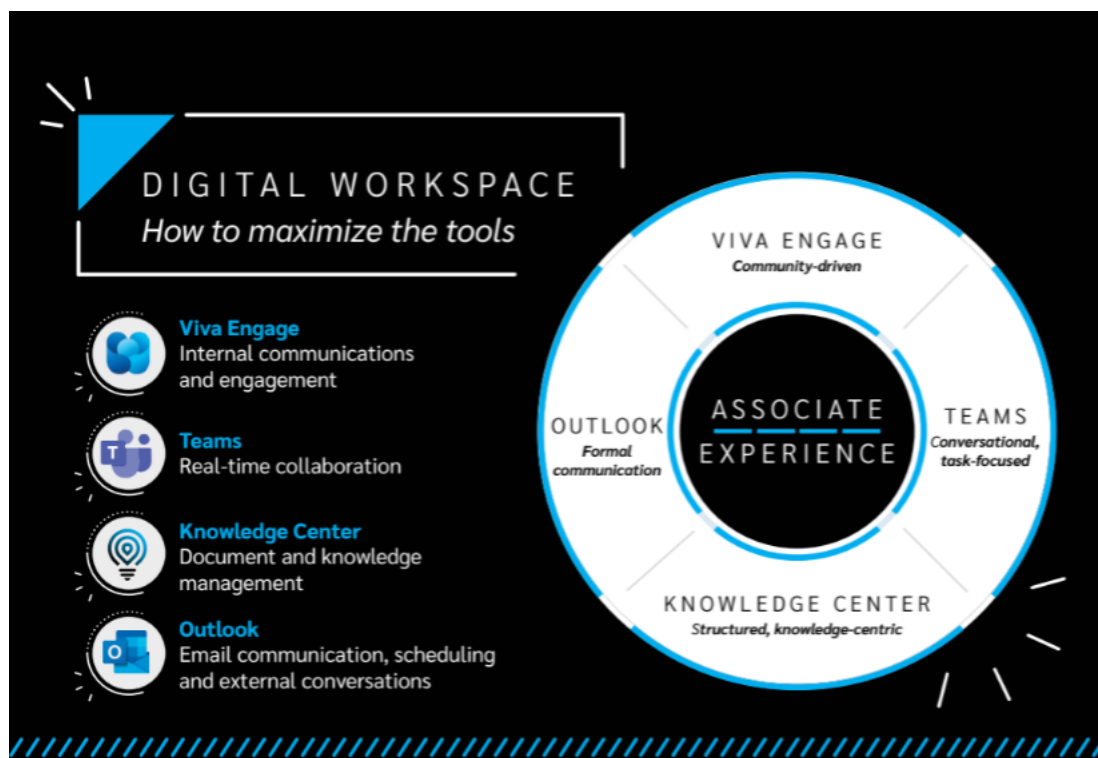 DIGITAL WORKSPACE
How to maximize the tools
Viva Engage
Internal communications
and engagement
Teams
Real-time collaboration
Knowledge Center
Document and knowledge
management
Outlook
Email communication, scheduling
and external conversations
VIVA ENGAGE
Community-driven
OUTLOOK
Formal
communication
ASSOCIATE
EXPERIENCE
TEAMS
Conversational,
task-focused
KNOWLEDGE CENTER
Structured, knowledge-centric